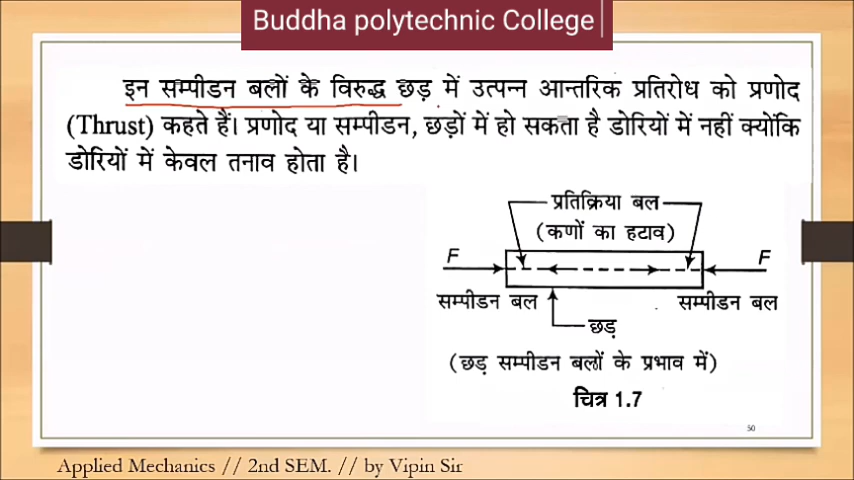 Buddha polytechnic College
इन सम्पीडन बलों के विरुद्ध छड़ में उत्पन्न आन्तरिक प्रतिरोध को प्रणोद
(Thrust) कहते हैं। प्रणोद या सम्पीडन, छड़ों में हो सकता है डोरियों में नहीं क्योंकि
डोरियों में केवल तनाव होता है।
प्रतिक्रिया बल
(कणों का हटाव)
F F
सम्पीडन बल सम्पीडन बल
छड़
(छड़ सम्पीडन बलों के प्रभाव में)
चित्र 1.7
50
Applied Mechanics // 2nd SEM. // by Vipin Sir